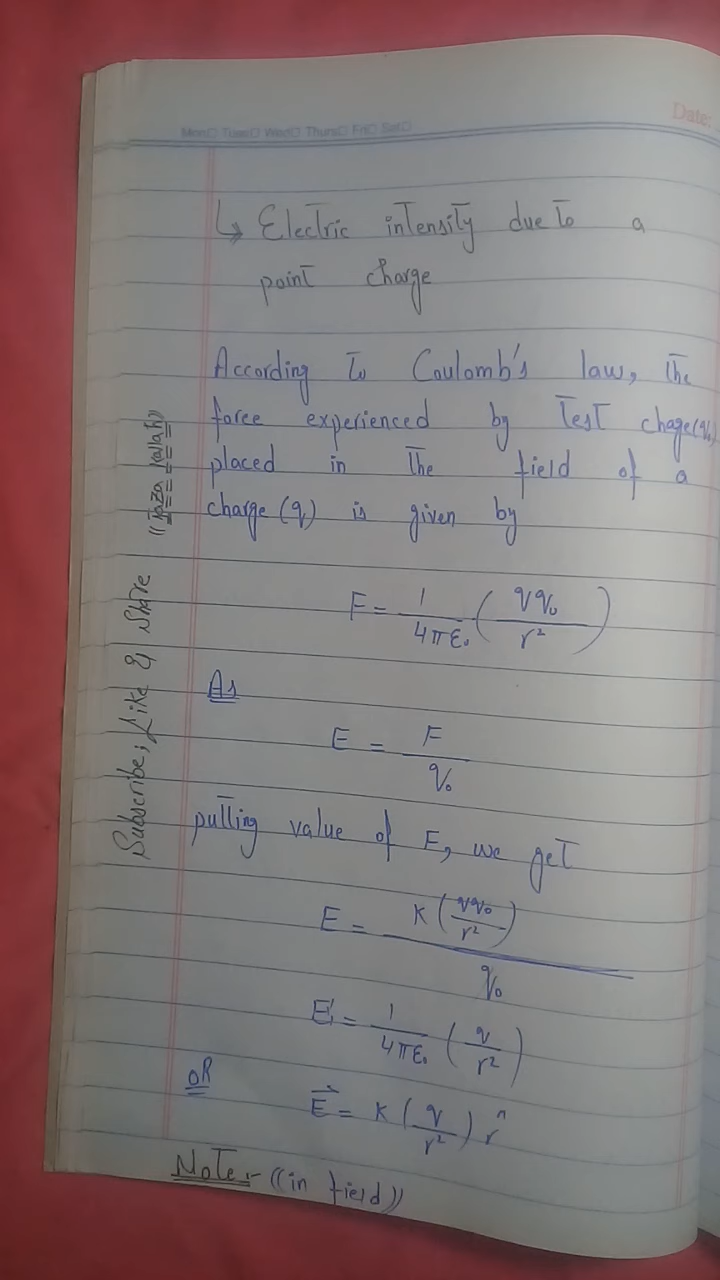 Mon Tues Wed Thurs Fri Sat
Date:
↳ Electric intensity due to a
point charge
According to Coulomb's law, the
force experienced by Test chage(q₀)
placed in the field of a
charge (q) is given by
F = 1/4πε₀ (qq₀/r²)
As
E = F/q₀
putting value of F, we get
E = K(qq₀/r²)/q₀
E = 1/4πε₀ (q/r²)
OR
E⃗ = K(q/r²) r̂
Note:- ((in field))
Subscribe, Like & Share